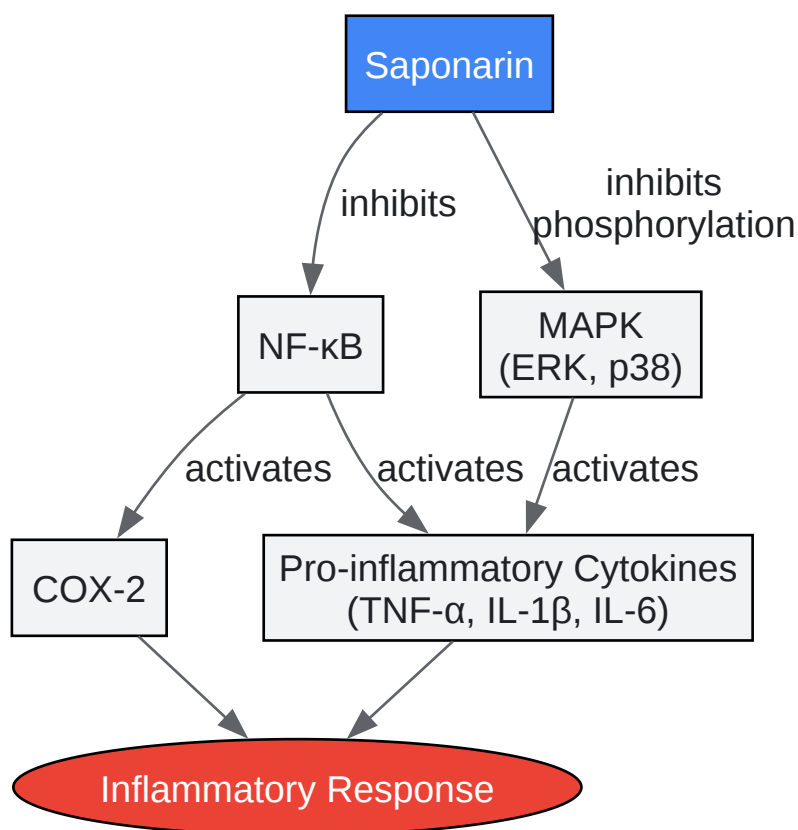 Saponarin
inhibits
inhibits
phosphorylation
NF-κB
MAPK
(ERK, p38)
activates
activates
activates
COX-2
Pro-inflammatory Cytokines
(TNF-α, IL-1β, IL-6)
Inflammatory Response